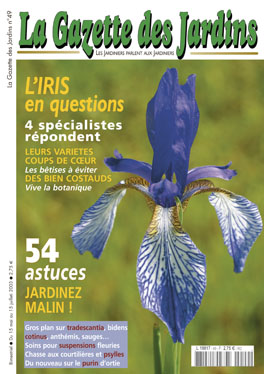 La Gazette des Jardins
LES JARDINIERS PARLENT AUX JARDINIERS
La Gazette des Jardins n°49
L'IRIS
en questions
4 spécialistes
répondent
LEURS VARIETES
COUPS DE CŒUR
Les bêtises à éviter
DES BIEN COSTAUDS
Vive la botanique
54
astuces
JARDINEZ
MALIN !
Gros plan sur tradescantia, bidens
cotinus, anthémis, sauges...
Soins pour suspensions fleuries
Chasse aux courtilières et psylles
Du nouveau sur le purin d'ortie
Bimestriel • Du 15 mai au 15 juillet 2003 • 2,75 €